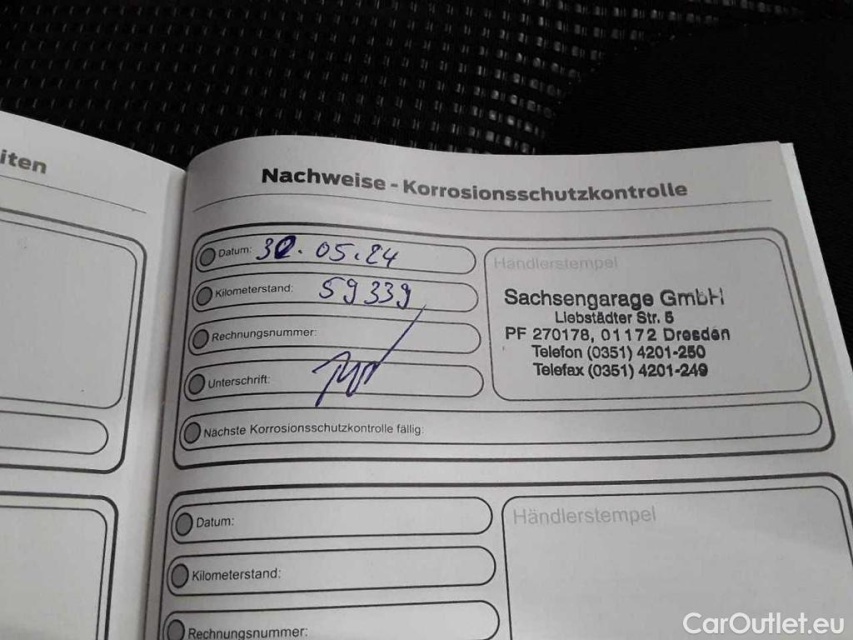 iten
Nachweise - Korrosionsschutzkontrolle
Datum: 30.05.24
Kilometerstand: 59339
Rechnungsnummer:
Unterschrift:
Nächste Korrosionsschutzkontrolle fällig:
Händlerstempel
Sachsengarage GmbH
Liebstädter Str. 5
PF 270178, 01172 Dresden
Telefon (0351) 4201-250
Telefax (0351) 4201-249
Datum:
Kilometerstand:
Rechnungsnummer:
Händlerstempel
CarOutlet.eu